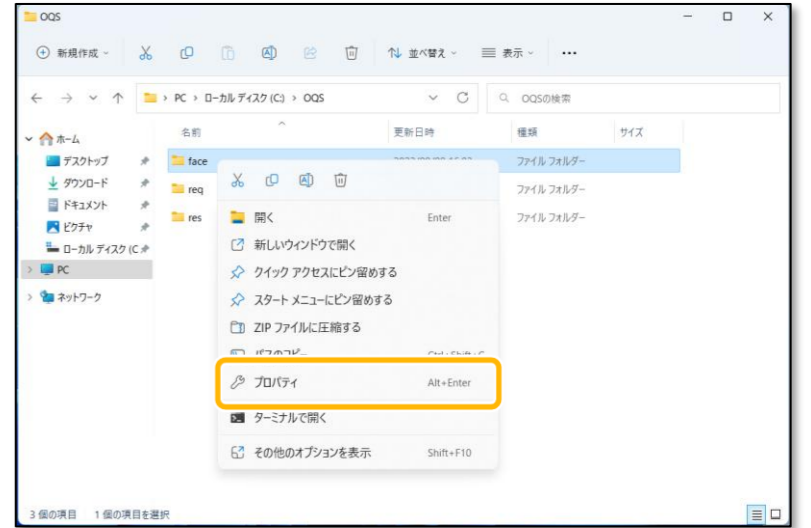 OQS
新規作成
並べ替え
表示
PC > ローカル ディスク (C:) > OQS
OQSの検索
名前 更新日時 種類 サイズ
ホーム
デスクトップ
ダウンロード
ドキュメント
ピクチャ
ローカル ディスク (C
PC
ネットワーク
face ファイル フォルダー
req ファイル フォルダー
res ファイル フォルダー
開く Enter
新しいウィンドウで開く
クイック アクセスにピン留めする
スタート メニューにピン留めする
ZIP ファイルに圧縮する
パスのコピー Ctrl+Shift+C
プロパティ Alt+Enter
ターミナルで開く
その他のオプションを表示 Shift+F10
3 個の項目 1 個の項目を選択